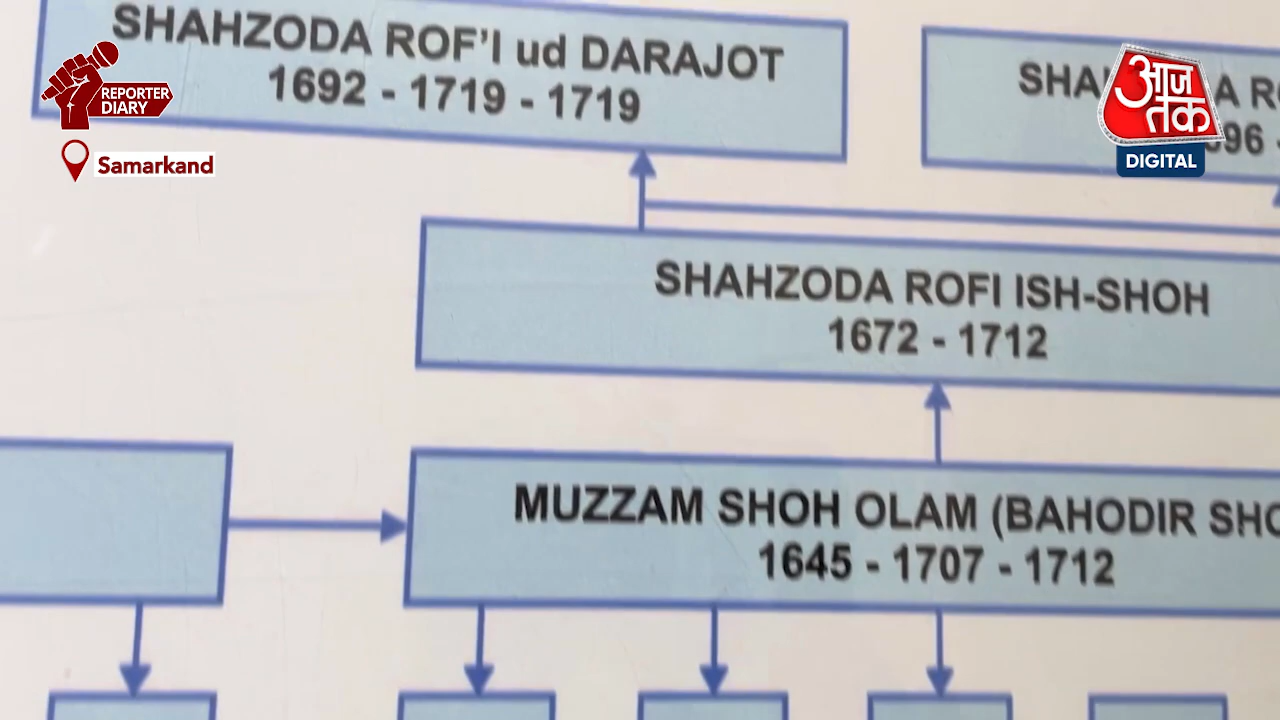 SHAHZODA ROF'I ud DARAJOT
1692 - 1719 - 1719
REPORTER
DIARY
Samarkand
आज
तक
DIGITAL
SHAHZODA ROFI ISH-SHOH
1672 - 1712
MUZZAM SHOH OLAM (BAHODIR
1645 - 1707 - 1712